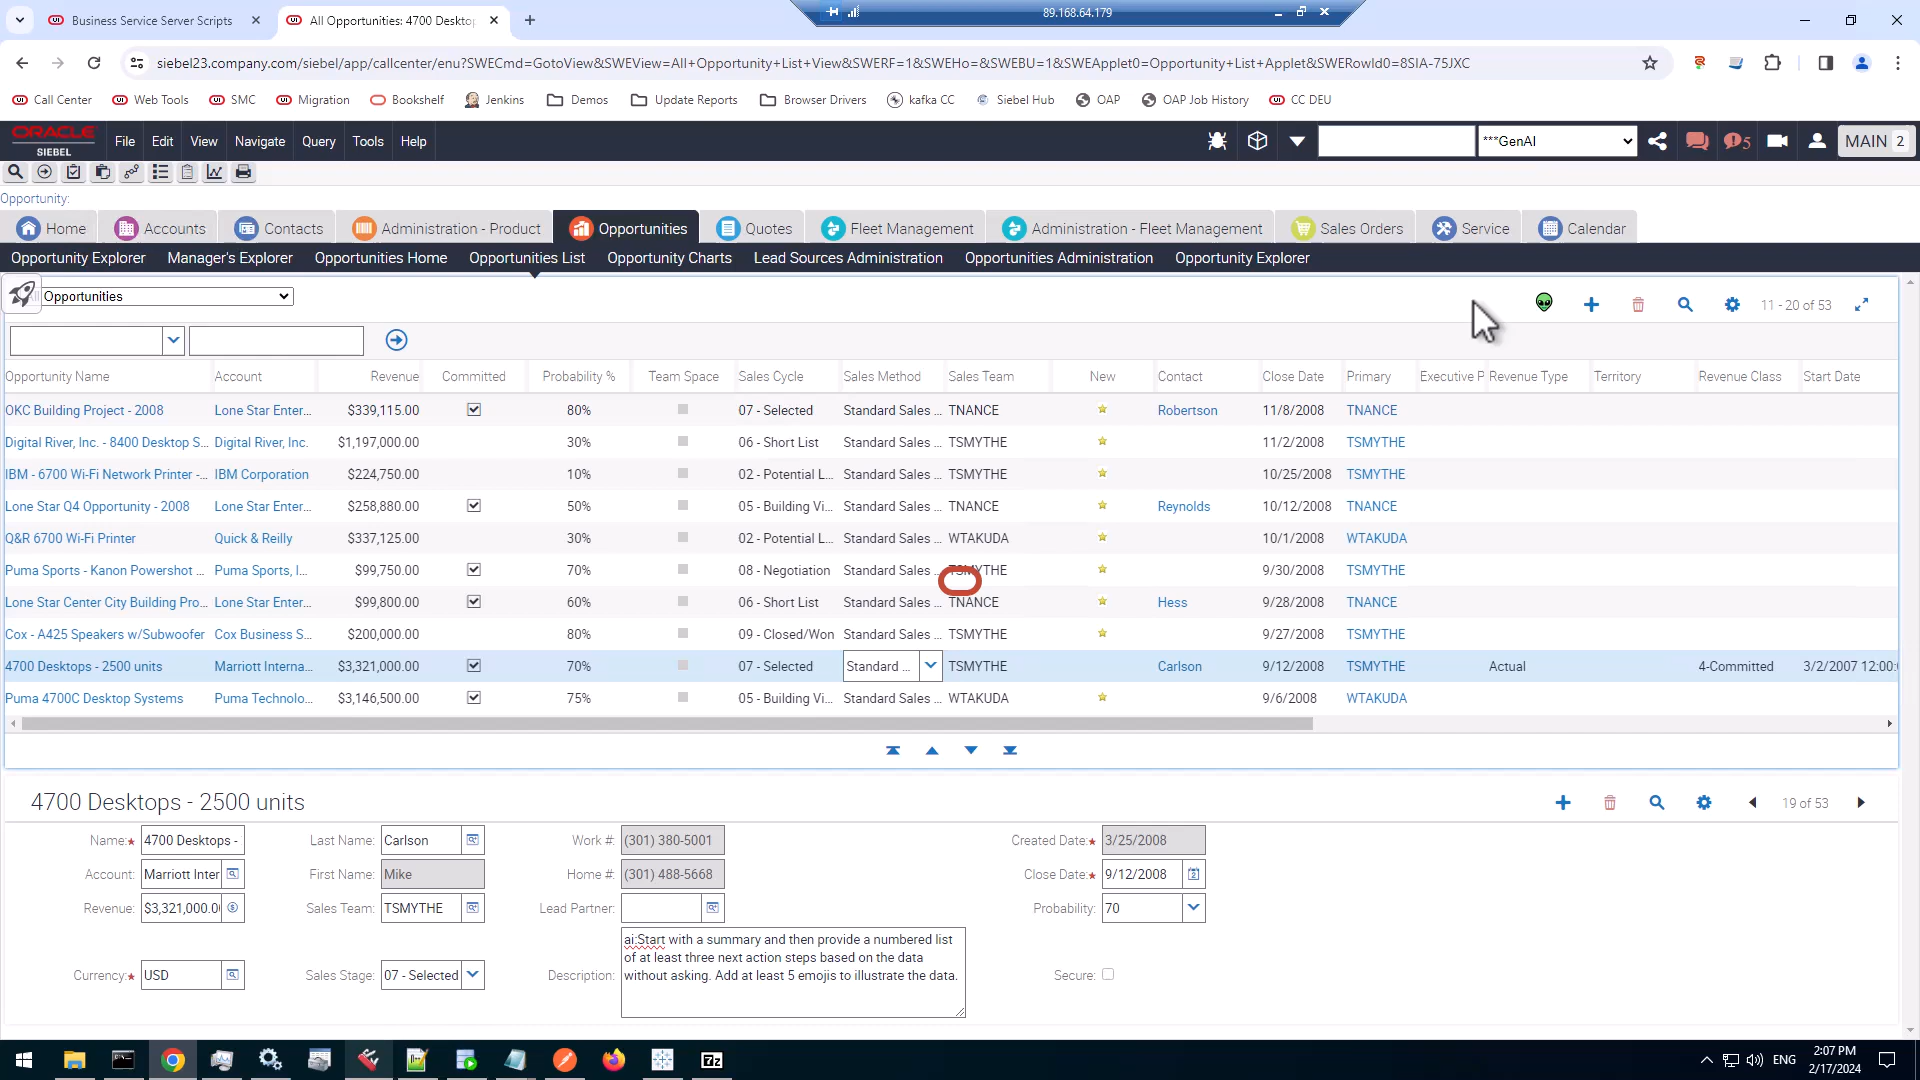 Business Service Server Scripts
All Opportunities: 4700 Deskto
89.168.64.179
siebel23.company.com/siebel/app/callcenter/enu?SWECmd=GotoView&SWEView=All+Opportunity+List+View&SWERF=1&SWEHo=&SWEBU=1&SWEApplet0=Opportunity+List+Applet&SWERowId0=8SIA-75JXC
Call Center
Web Tools
SMC
Migration
Bookshelf
Jenkins
Demos
Update Reports
Browser Drivers
kafka CC
Siebel Hub
OAP
OAP Job History
CC DEU
ORACLE
SIEBEL
File
Edit
View
Navigate
Query
Tools
Help
***GenAI
5
MAIN 2
Opportunity:
Home
Accounts
Contacts
Administration - Product
Opportunities
Quotes
Fleet Management
Administration - Fleet Management
Sales Orders
Service
Calendar
Opportunity Explorer
Manager's Explorer
Opportunities Home
Opportunities List
Opportunity Charts
Lead Sources Administration
Opportunities Administration
Opportunity Explorer
Opportunities
11 - 20 of 53
Opportunity Name Account Revenue Committed Probability % Team Space Sales Cycle Sales Method Sales Team New Contact Close Date Primary Executive P Revenue Type Territory Revenue Class Start Date
OKC Building Project - 2008 Lone Star Enter... $339,115.00 80% 07 - Selected Standard Sales ... TNANCE Robertson 11/8/2008 TNANCE
Digital River, Inc. - 8400 Desktop S... Digital River, Inc. $1,197,000.00 30% 06 - Short List Standard Sales ... TSMYTHE 11/2/2008 TSMYTHE
IBM - 6700 Wi-Fi Network Printer -... IBM Corporation $224,750.00 10% 02 - Potential L... Standard Sales ... TSMYTHE 10/25/2008 TSMYTHE
Lone Star Q4 Opportunity - 2008 Lone Star Enter... $258,880.00 50% 05 - Building Vi... Standard Sales ... TNANCE Reynolds 10/12/2008 TNANCE
Q&R 6700 Wi-Fi Printer Quick & Reilly $337,125.00 30% 02 - Potential L... Standard Sales ... WTAKUDA 10/1/2008 WTAKUDA
Puma Sports - Kanon Powershot ... Puma Sports, I... $99,750.00 70% 08 - Negotiation Standard Sales ... TSMYTHE 9/30/2008 TSMYTHE
Lone Star Center City Building Pro... Lone Star Enter... $99,800.00 60% 06 - Short List Standard Sales ... TNANCE Hess 9/28/2008 TNANCE
Cox - A425 Speakers w/Subwoofer Cox Business S... $200,000.00 80% 09 - Closed/Won Standard Sales ... TSMYTHE 9/27/2008 TSMYTHE
4700 Desktops - 2500 units Marriott Interna... $3,321,000.00 70% 07 - Selected Standard ... TSMYTHE Carlson 9/12/2008 TSMYTHE Actual 4-Committed 3/2/2007 12:00:
Puma 4700C Desktop Systems Puma Technolo... $3,146,500.00 75% 05 - Building Vi... Standard Sales ... WTAKUDA 9/6/2008 WTAKUDA
4700 Desktops - 2500 units
19 of 53
Name:* 4700 Desktops - Last Name: Carlson Work #: (301) 380-5001 Created Date:* 3/25/2008
Account: Marriott Inter First Name: Mike Home #: (301) 488-5668 Close Date:* 9/12/2008
Revenue: $3,321,000.0 Sales Team: TSMYTHE Lead Partner: Probability: 70
Currency:* USD Sales Stage: 07 - Selected Description: Secure:
ai:Start with a summary and then provide a numbered list
of at least three next action steps based on the data
without asking. Add at least 5 emojis to illustrate the data.
ENG
2:07 PM
2/17/2024